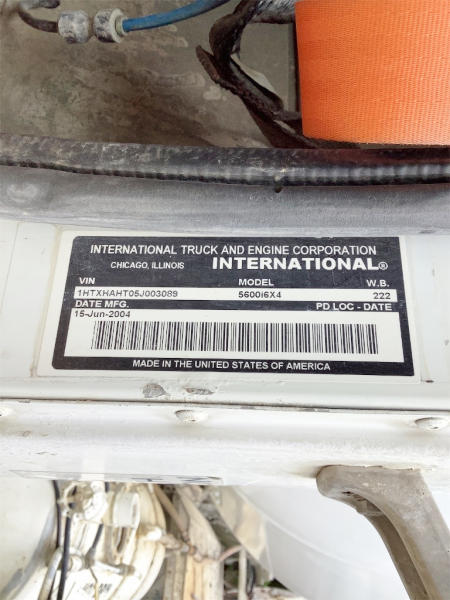 INTERNATIONAL TRUCK AND ENGINE CORPORATION
CHICAGO, ILLINOIS INTERNATIONAL®
VIN MODEL W.B.
1HTXHAHT05J003089 5600i6X4 222
DATE MFG. PD LOC - DATE
15-Jun-2004
MADE IN THE UNITED STATES OF AMERICA